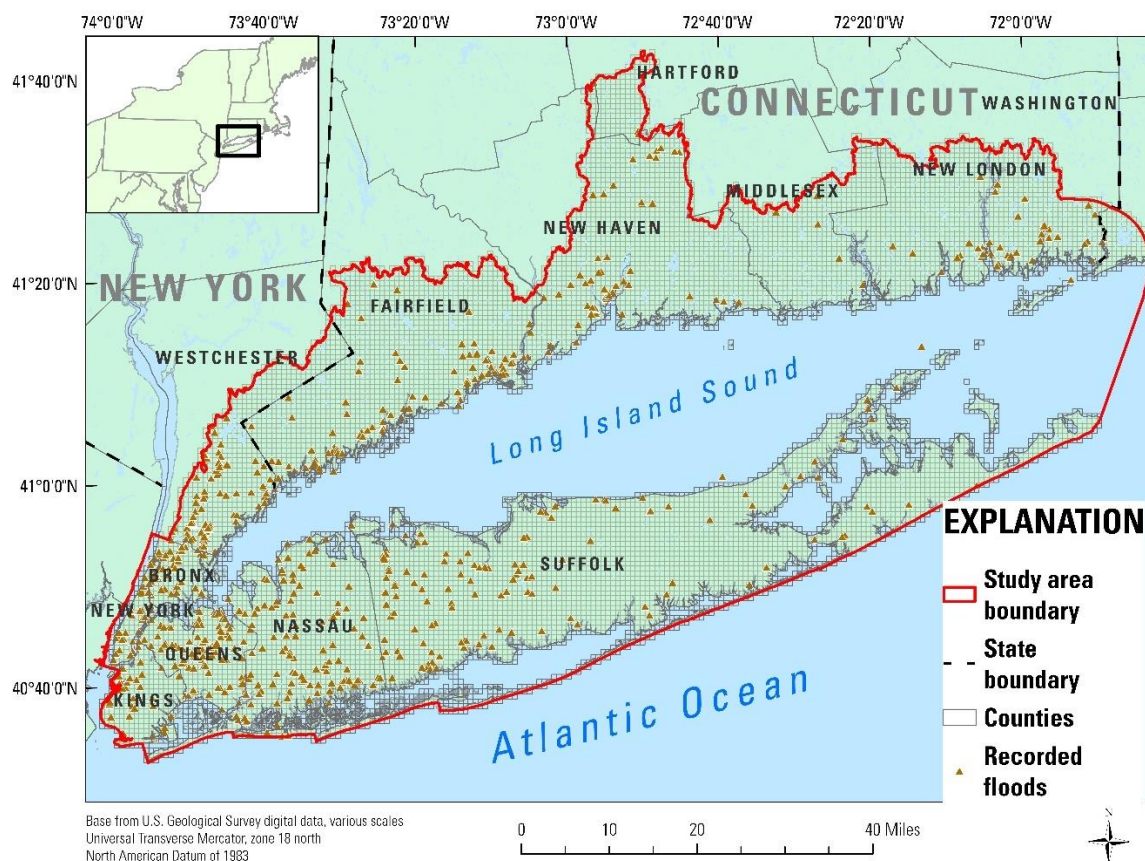 74°0'0"W 73°40'0"W 73°20'0"W 73°0'0"W 72°40'0"W 72°20'0"W 72°0'0"W
41°40'0"N
41°20'0"N
41°0'0"N
40°40'0"N
HARTFORD
CONNECTICUT
WASHINGTON
NEW LONDON
MIDDLESEX
NEW HAVEN
NEW YORK
FAIRFIELD
WESTCHESTER
Long Island Sound
SUFFOLK
BRONX
NEW YORK
NASSAU
QUEENS
KINGS
Atlantic Ocean
EXPLANATION
Study area
boundary
State
boundary
Counties
Recorded
floods
Base from U.S. Geological Survey digital data, various scales
Universal Transverse Mercator, zone 18 north
North American Datum of 1983
0 10 20 40 Miles